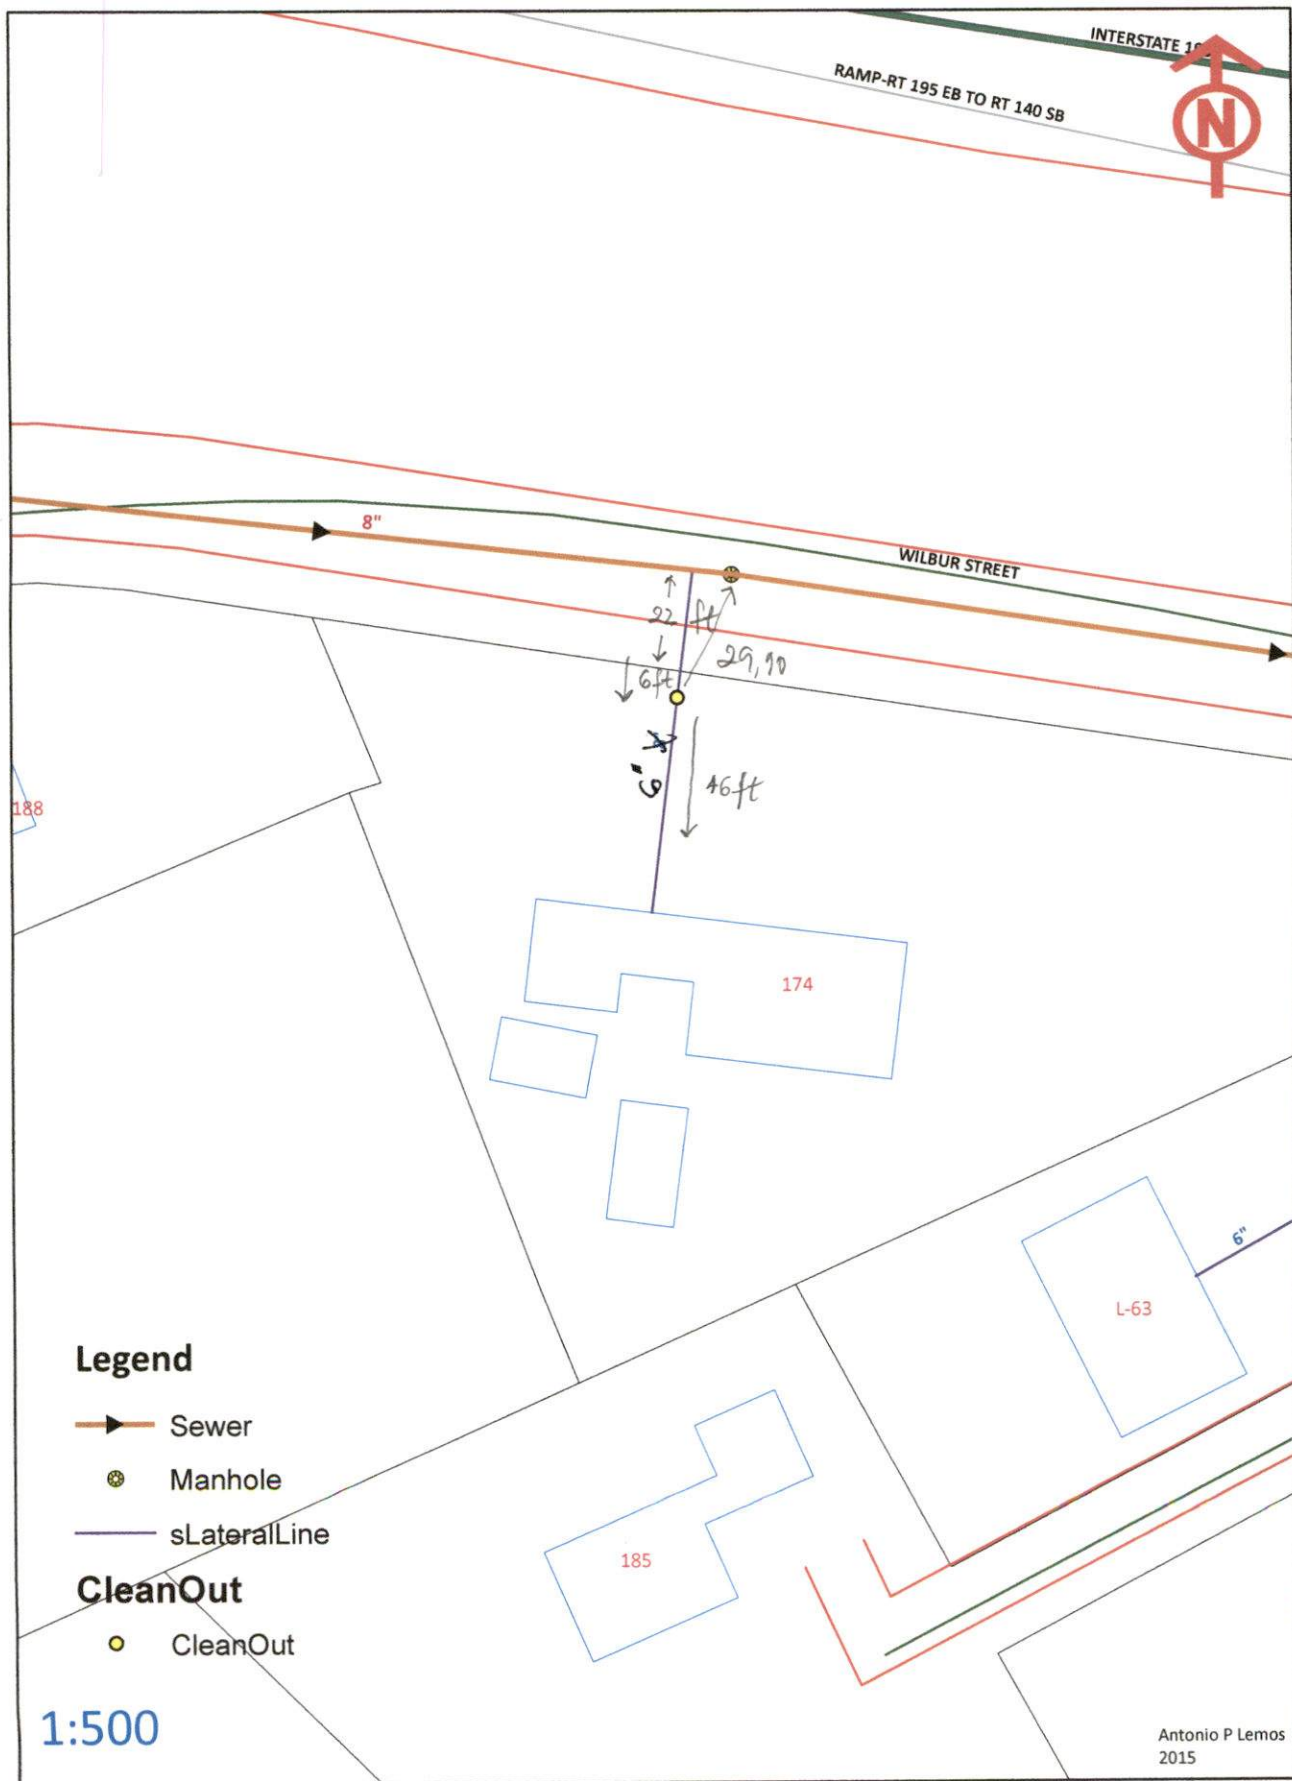 INTERSTATE 19
RAMP-RT 195 EB TO RT 140 SB
N
8"
WILBUR STREET
22 ft
29,90
6ft
6"
46ft
188
174
6"
L-63
185
Legend
Sewer
Manhole
sLateralLine
CleanOut
CleanOut
1:500
Antonio P Lemos
2015